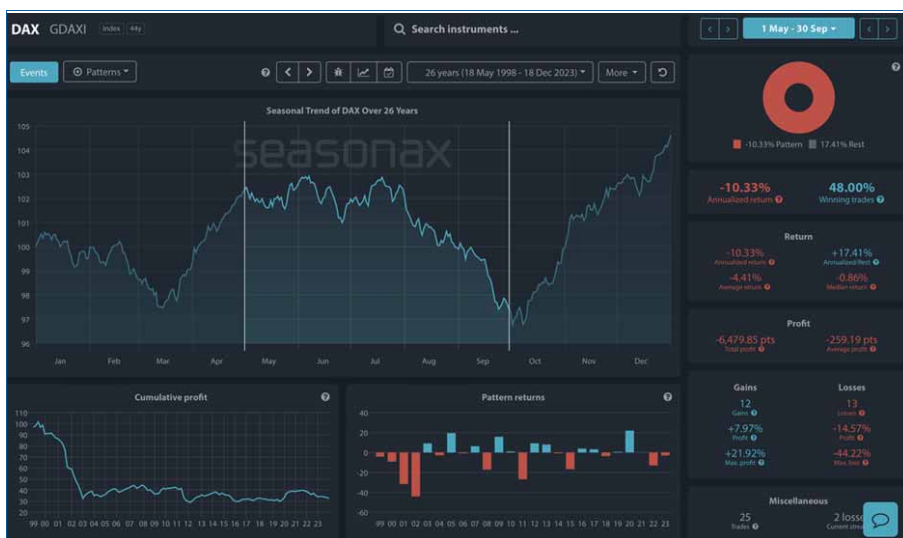 DAX GDAXI Index 44y
Search instruments ...
1 May - 30 Sep
Events Patterns
26 years (18 May 1998 - 18 Dec 2023) More
Seasonal Trend of DAX Over 26 Years
seasonax
105
104
103
102
101
100
99
98
97
96
Jan Feb Mar Apr May Jun Jul Aug Sep Oct Nov Dec
-10.33% Pattern 17.41% Rest
-10.33% 48.00%
Annualized return Winning trades
Return
-10.33% +17.41%
Annualized return Annualized Rest
-4.41% -0.86%
Average return Median return
Profit
-6,479.85 pts -259.19 pts
Total profit Average profit
Gains Losses
12 13
Gains Losses
+7.97% -14.57%
Profit Profit
+21.92% -44.22%
Max. profit Max. loss
Miscellaneous
25 2 losse
Trades Current strea
Cumulative profit
110
100
90
80
70
60
50
40
30
20
99 00 01 02 03 04 05 06 07 08 09 10 11 12 13 14 15 16 17 18 19 20 21 22 23
Pattern returns
40
20
0
-20
-40
-60
99 00 01 02 03 04 05 06 07 08 09 10 11 12 13 14 15 16 17 18 19 20 21 22 23